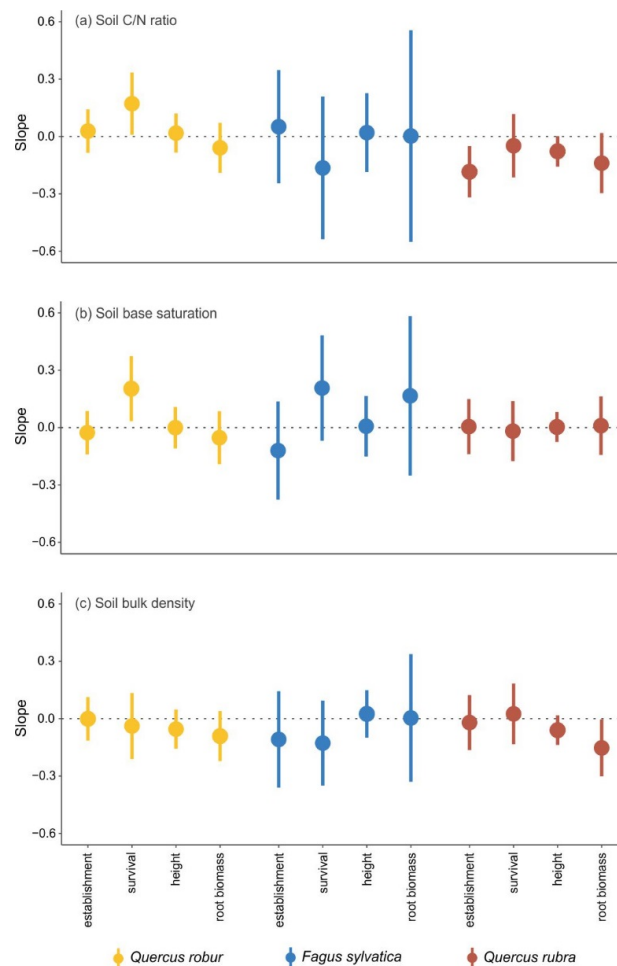 (a) Soil C/N ratio
0.6
0.3
0.0
−0.3
−0.6
Slope
(b) Soil base saturation
0.6
0.3
0.0
−0.3
−0.6
Slope
(c) Soil bulk density
0.6
0.3
0.0
−0.3
−0.6
Slope
establishment
survival
height
root biomass
establishment
survival
height
root biomass
establishment
survival
height
root biomass
Quercus robur
Fagus sylvatica
Quercus rubra